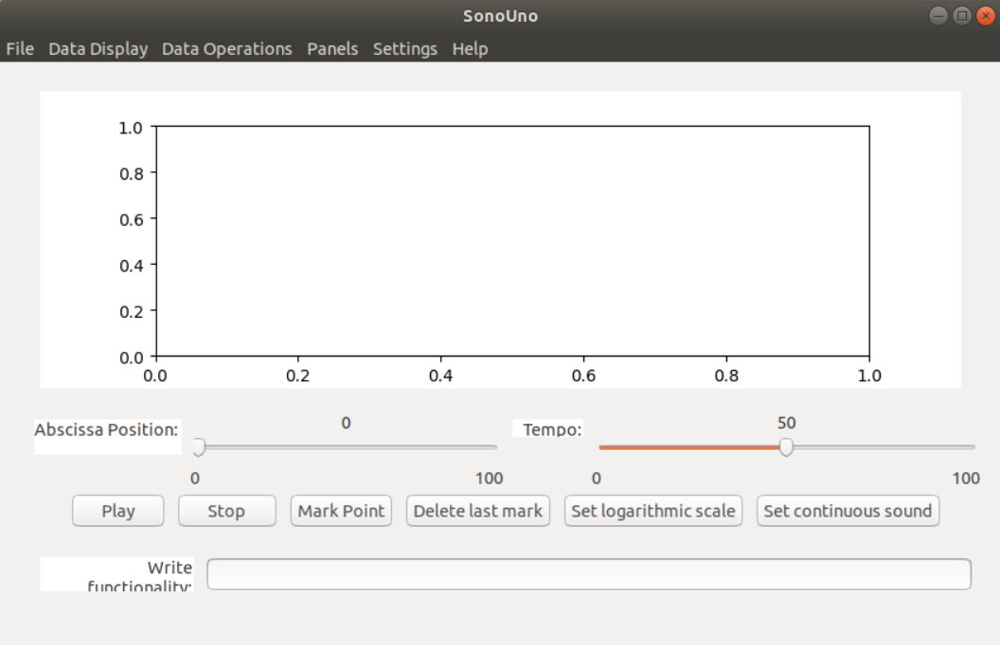 SonoUno
File Data Display Data Operations Panels Settings Help
1.0
0.8
0.6
0.4
0.2
0.0
0.0 0.2 0.4 0.6 0.8 1.0
Abscissa Position: 0 Tempo: 50
0 100 0 100
Play Stop Mark Point Delete last mark Set logarithmic scale Set continuous sound
Write
functionality: